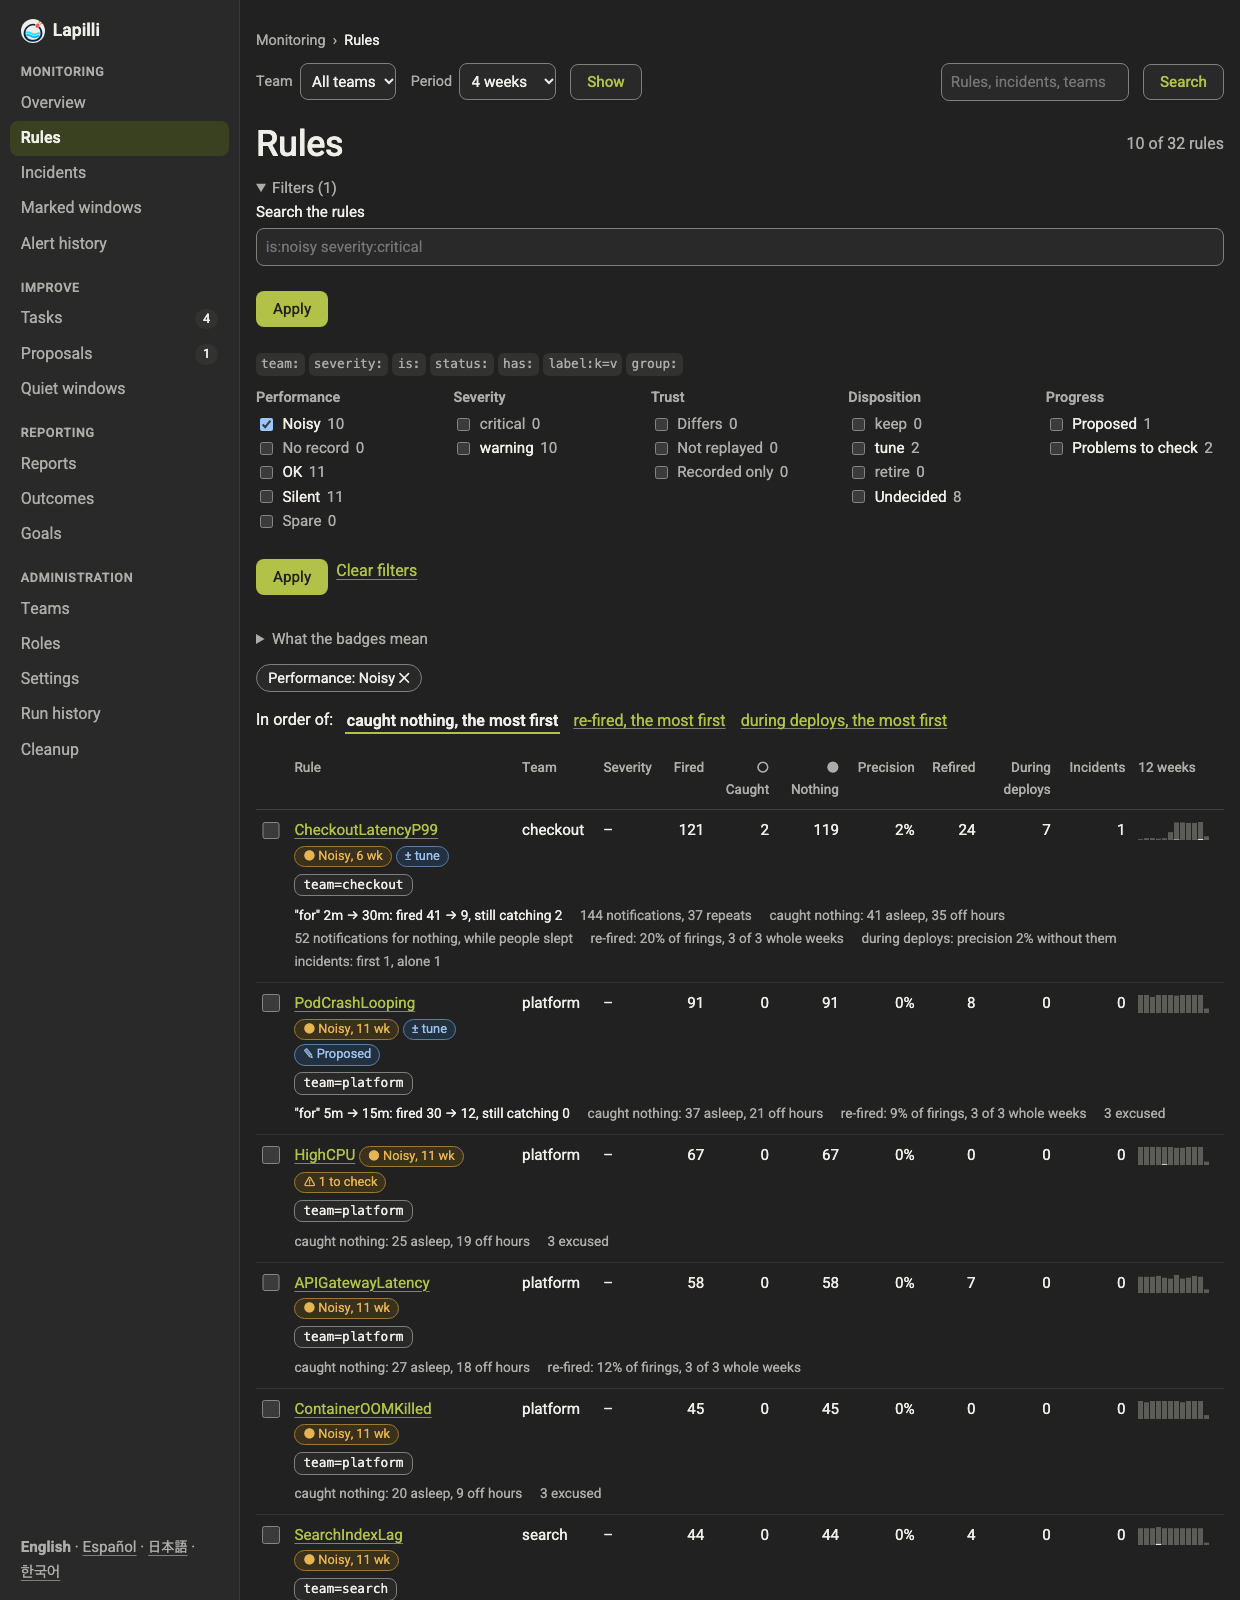 Lapilli
MONITORING
Overview
Rules
Incidents
Marked windows
Alert history
IMPROVE
Tasks 4
Proposals 1
Quiet windows
REPORTING
Reports
Outcomes
Goals
ADMINISTRATION
Teams
Roles
Settings
Run history
Cleanup
English · Español · 日本語 ·
한국어
Monitoring › Rules
Team All teams Period 4 weeks Show Rules, incidents, teams Search
Rules 10 of 32 rules
▼ Filters (1)
Search the rules
is:noisy severity:critical
Apply
team: severity: is: status: has: label:k=v group:
Performance Severity Trust Disposition Progress
Noisy 10 critical 0 Differs 0 keep 0 Proposed 1
No record 0 warning 10 Not replayed 0 tune 2 Problems to check 2
OK 11 Recorded only 0 retire 0
Silent 11 Undecided 8
Spare 0
Apply Clear filters
▶ What the badges mean
Performance: Noisy ✕
In order of: caught nothing, the most first re-fired, the most first during deploys, the most first
Rule Team Severity Fired ○ Caught ● Nothing Precision Refired During deploys Incidents 12 weeks
CheckoutLatencyP99 checkout – 121 2 119 2% 24 7 1
● Noisy, 6 wk ± tune
team=checkout
"for" 2m → 30m: fired 41 → 9, still catching 2 144 notifications, 37 repeats caught nothing: 41 asleep, 35 off hours
52 notifications for nothing, while people slept re-fired: 20% of firings, 3 of 3 whole weeks during deploys: precision 2% without them
incidents: first 1, alone 1
PodCrashLooping platform – 91 0 91 0% 8 0 0
● Noisy, 11 wk ± tune
✎ Proposed
team=platform
"for" 5m → 15m: fired 30 → 12, still catching 0 caught nothing: 37 asleep, 21 off hours re-fired: 9% of firings, 3 of 3 whole weeks 3 excused
HighCPU ● Noisy, 11 wk platform – 67 0 67 0% 0 0 0
⚠ 1 to check
team=platform
caught nothing: 25 asleep, 19 off hours 3 excused
APIGatewayLatency platform – 58 0 58 0% 7 0 0
● Noisy, 11 wk
team=platform
caught nothing: 27 asleep, 18 off hours re-fired: 12% of firings, 3 of 3 whole weeks
ContainerOOMKilled platform – 45 0 45 0% 0 0 0
● Noisy, 11 wk
team=platform
caught nothing: 20 asleep, 9 off hours 3 excused
SearchIndexLag search – 44 0 44 0% 4 0 0
● Noisy, 11 wk
team=search